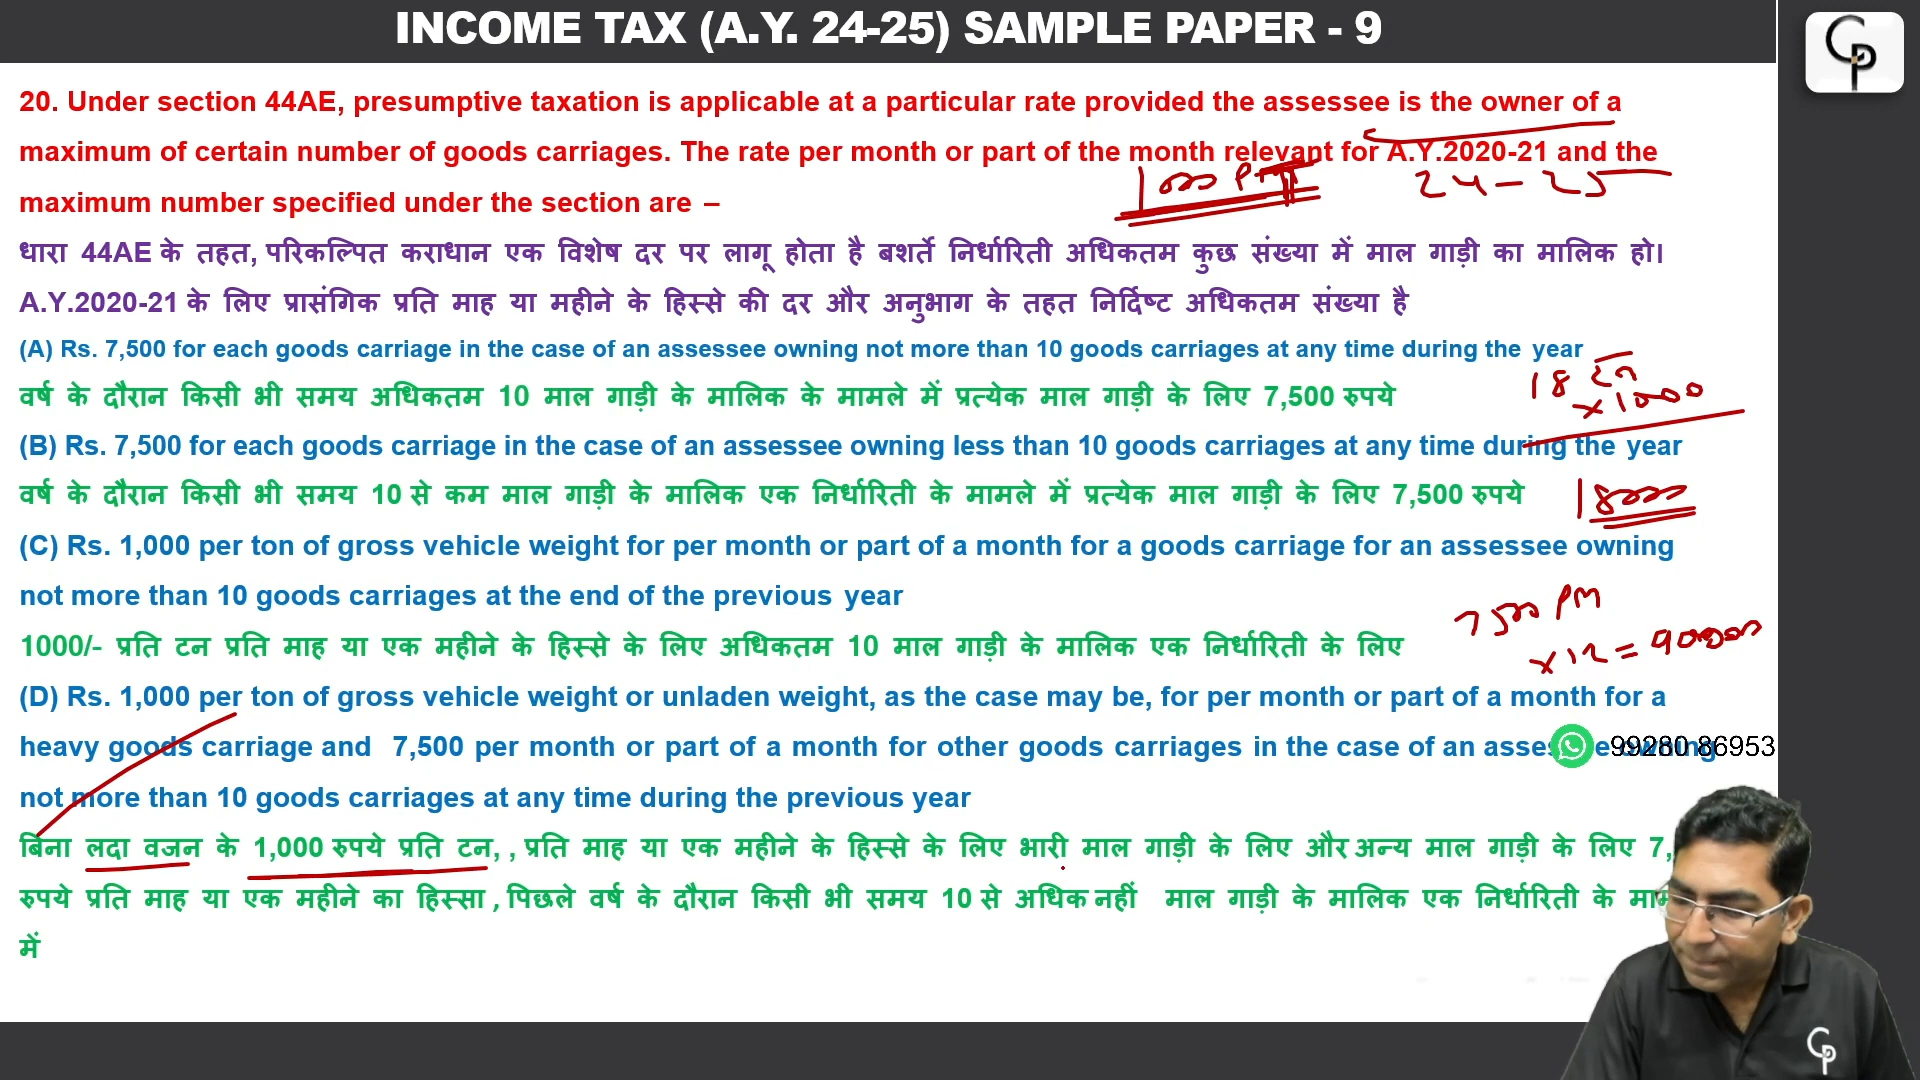 INCOME TAX (A.Y. 24-25) SAMPLE PAPER - 9
CP
20. Under section 44AE, presumptive taxation is applicable at a particular rate provided the assessee is the owner of a
maximum of certain number of goods carriages. The rate per month or part of the month relevant for A.Y.2020-21 and the
1000 PM 24-25
maximum number specified under the section are –
धारा 44AE के तहत, परिकल्पित कराधान एक विशेष दर पर लागू होता है बशर्ते निर्धारिती अधिकतम कुछ संख्या में माल गाड़ी का मालिक हो।
A.Y.2020-21 के लिए प्रासंगिक प्रति माह या महीने के हिस्से की दर और अनुभाग के तहत निर्दिष्ट अधिकतम संख्या है
(A) Rs. 7,500 for each goods carriage in the case of an assessee owning not more than 10 goods carriages at any time during the year
वर्ष के दौरान किसी भी समय अधिकतम 10 माल गाड़ी के मालिक के मामले में प्रत्येक माल गाड़ी के लिए 7,500 रुपये
18 टन
×1000
(B) Rs. 7,500 for each goods carriage in the case of an assessee owning less than 10 goods carriages at any time during the year
वर्ष के दौरान किसी भी समय 10 से कम माल गाड़ी के मालिक एक निर्धारिती के मामले में प्रत्येक माल गाड़ी के लिए 7,500 रुपये
18000
(C) Rs. 1,000 per ton of gross vehicle weight for per month or part of a month for a goods carriage for an assessee owning
not more than 10 goods carriages at the end of the previous year
7500 PM
1000/- प्रति टन प्रति माह या एक महीने के हिस्से के लिए अधिकतम 10 माल गाड़ी के मालिक एक निर्धारिती के लिए
×12 = 90000
(D) Rs. 1,000 per ton of gross vehicle weight or unladen weight, as the case may be, for per month or part of a month for a
heavy goods carriage and 7,500 per month or part of a month for other goods carriages in the case of an assessee owning
99280 86953
not more than 10 goods carriages at any time during the previous year
बिना लदा वजन के 1,000 रुपये प्रति टन, , प्रति माह या एक महीने के हिस्से के लिए भारी माल गाड़ी के लिए और अन्य माल गाड़ी के लिए 7,
रुपये प्रति माह या एक महीने का हिस्सा , पिछले वर्ष के दौरान किसी भी समय 10 से अधिक नहीं माल गाड़ी के मालिक एक निर्धारिती के
में
CP